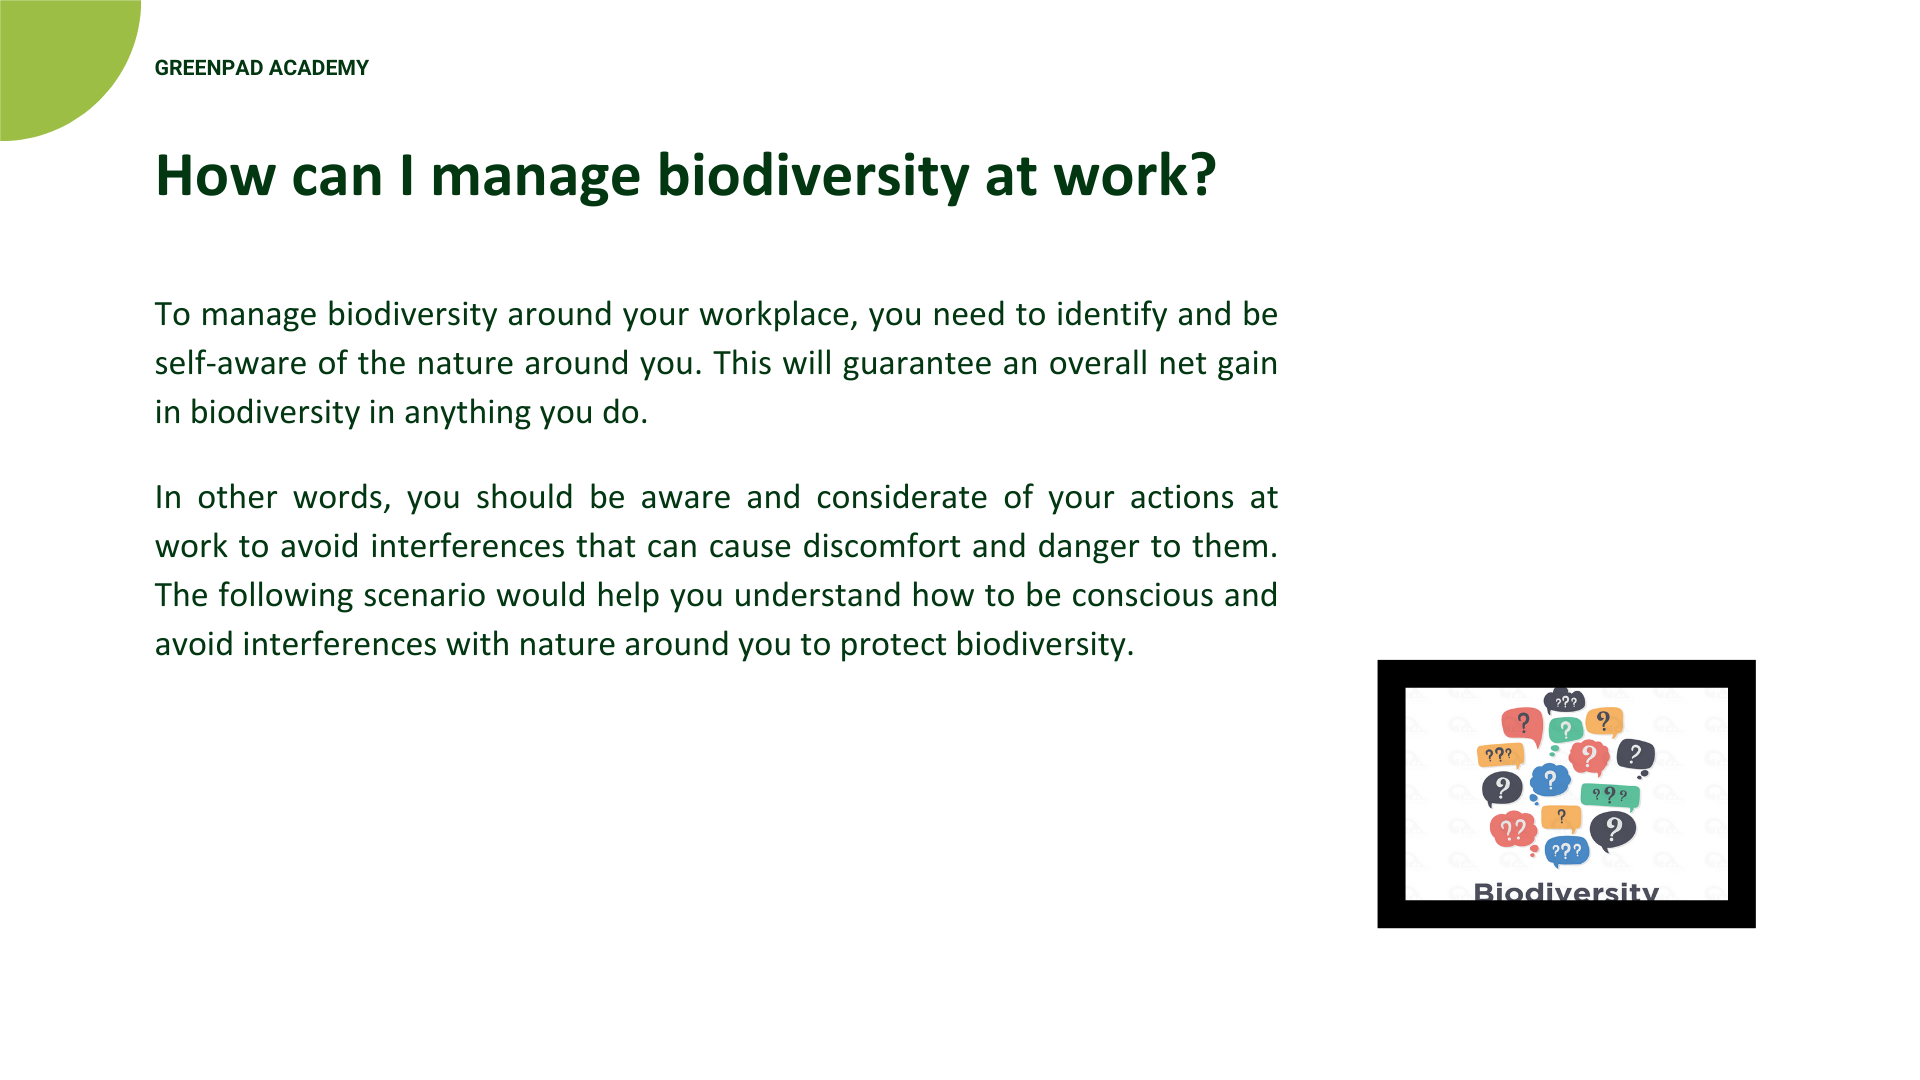 GREENPAD ACADEMY
How can I manage biodiversity at work?
To manage biodiversity around your workplace, you need to identify and be
self-aware of the nature around you. This will guarantee an overall net gain
in biodiversity in anything you do.
In other words, you should be aware and considerate of your actions at
work to avoid interferences that can cause discomfort and danger to them.
The following scenario would help you understand how to be conscious and
avoid interferences with nature around you to protect biodiversity.
???
? ? ?
??? ? ?
? ? ???
?? ? ?
???
Biodiversity